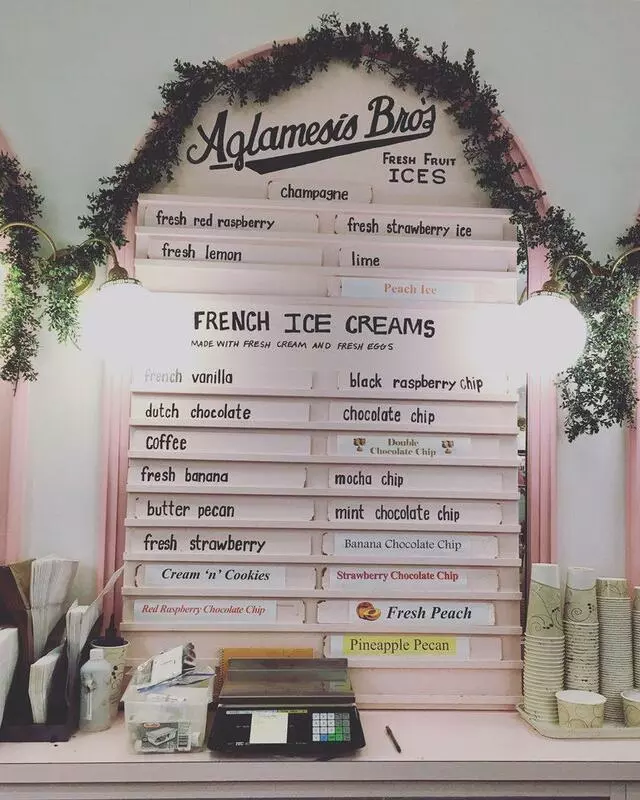 Aglamesis Bro's
FRESH FRUIT
ICES
champagne
fresh red raspberry
fresh strawberry ice
fresh lemon
lime
Peach Ice
FRENCH ICE CREAMS
MADE WITH FRESH CREAM AND FRESH EGGS
french vanilla
black raspberry chip
dutch chocolate
chocolate chip
coffee
Double
Chocolate Chip
fresh banana
mocha chip
butter pecan
mint chocolate chip
fresh strawberry
Banana Chocolate Chip
Cream 'n' Cookies
Strawberry Chocolate Chip
Red Raspberry Chocolate Chip
Fresh Peach
Pineapple Pecan